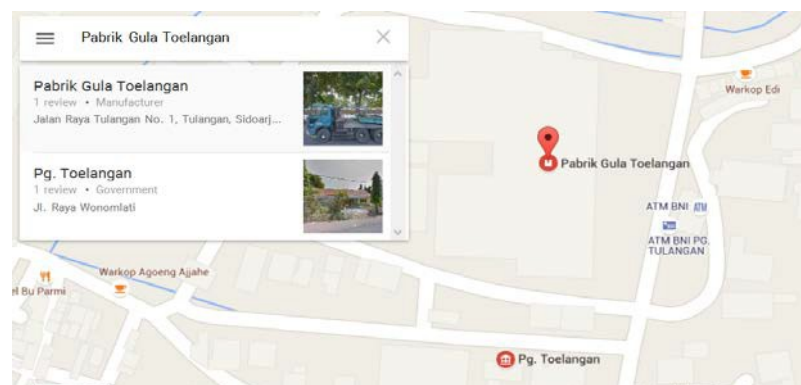 Pabrik Gula Toelangan
Pabrik Gula Toelangan
1 review • Manufacturer
Jalan Raya Tulangan No. 1, Tulangan, Sidoarj...
Pg. Toelangan
1 review • Government
Jl. Raya Wonomlati
Warkop Edi
Pabrik Gula Toelangan
ATM BNI ATM
ATM BNI PG.
TULANGAN
Warkop Agoeng Ajjahe
el Bu Parmi
Pg. Toelangan